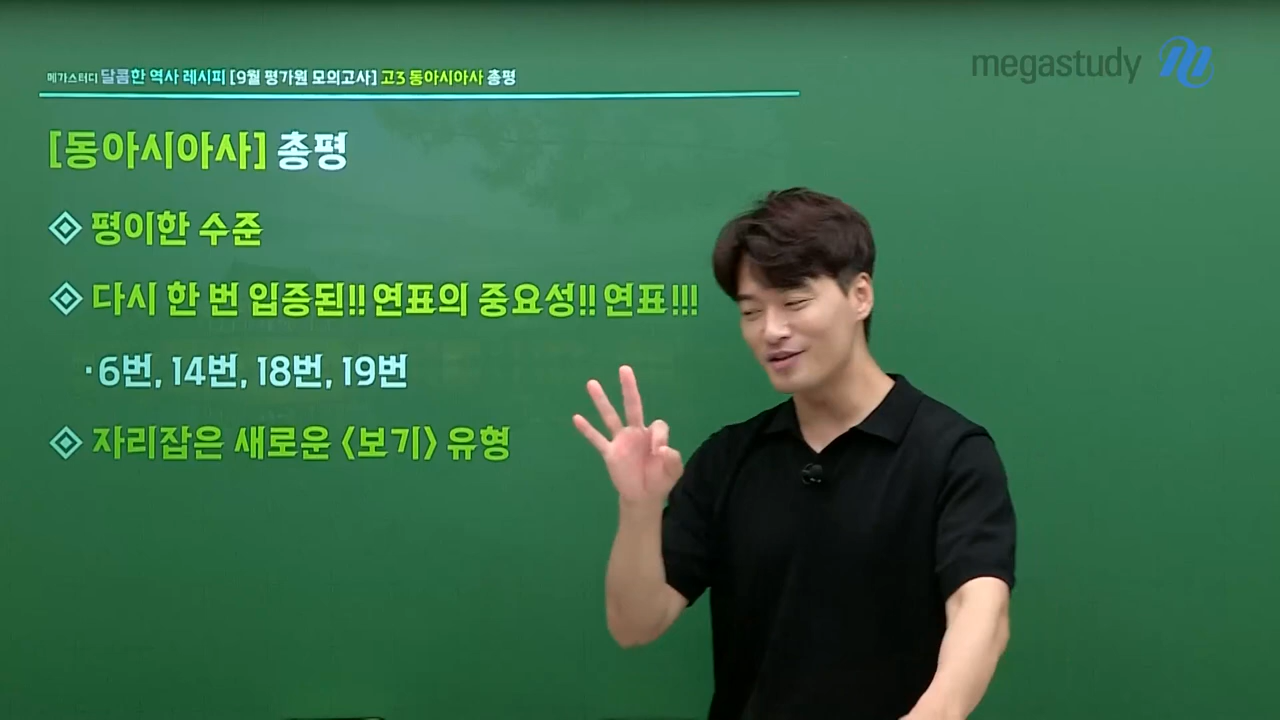 메가스터디 달콤한 역사 레시피 [9월 평가원 모의고사] 고3 동아시아사 총평
megastudy
[동아시아사] 총평
평이한 수준
다시 한 번 입증된!! 연표의 중요성!! 연표!!!
·6번, 14번, 18번, 19번
자리잡은 새로운 <보기> 유형